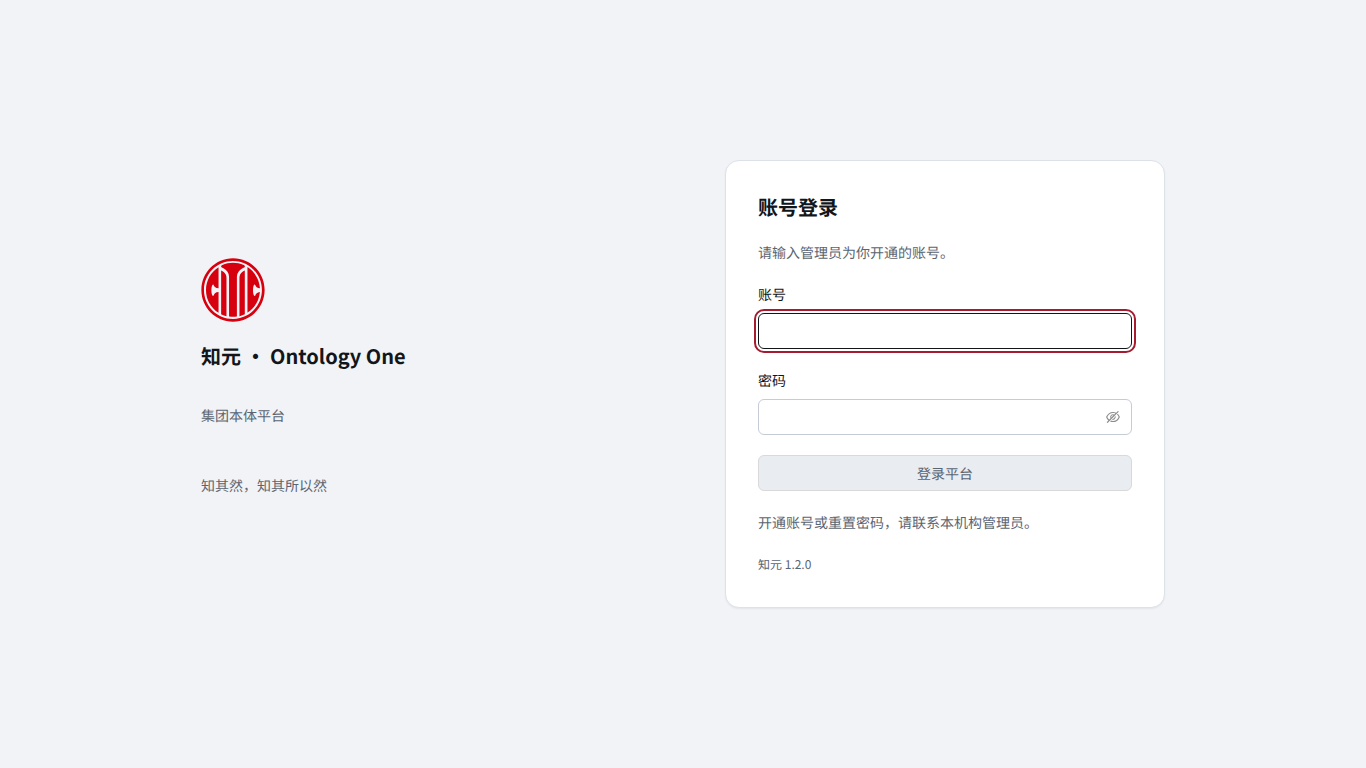 知元 · Ontology One
集团本体平台
知其然，知其所以然
账号登录
请输入管理员为你开通的账号。
账号
密码
登录平台
开通账号或重置密码，请联系本机构管理员。
知元 1.2.0